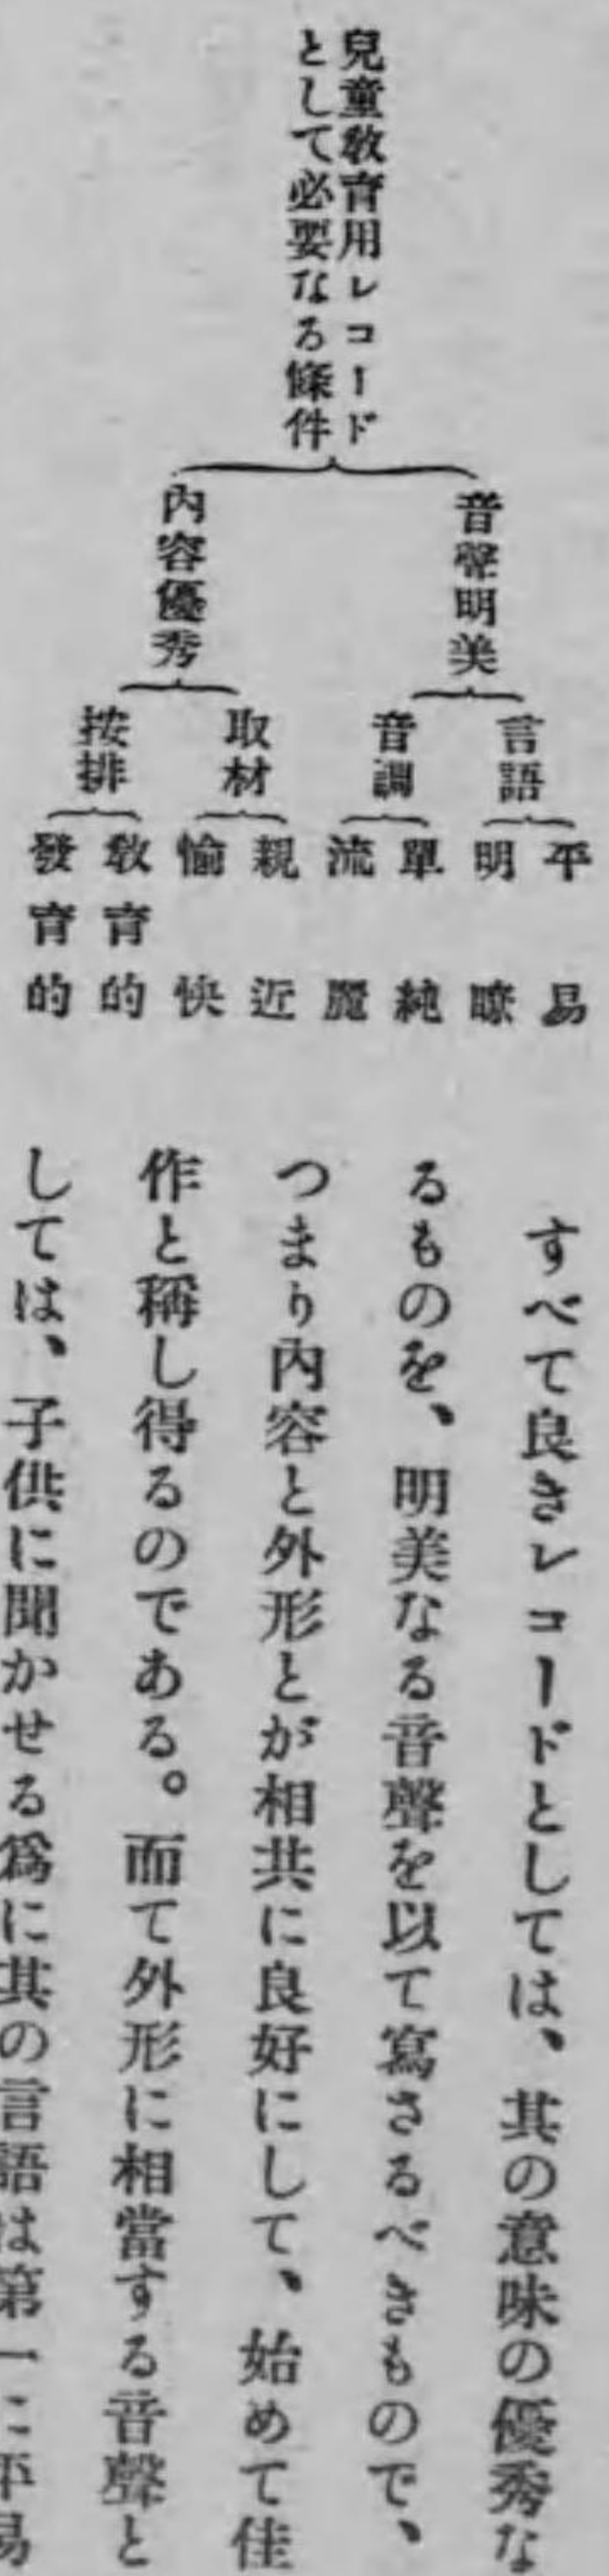 兒童敎育用レコード
として必要なる條件
音聲明美
言語
平易
明瞭
音調
單純
流麗
內容優秀
取材
親近
愉快
按排
敎育的
發育的
すべて良きレコードとしては、其の意味の優秀な
るものを、明美なる音聲を以て寫さるべきもので、
つまり內容と外形とが相共に良好にして、始めて佳
作と稱し得るのである。而て外形に相當する音聲と
しては、子供に聞かせる爲に其の言語は第一に平易